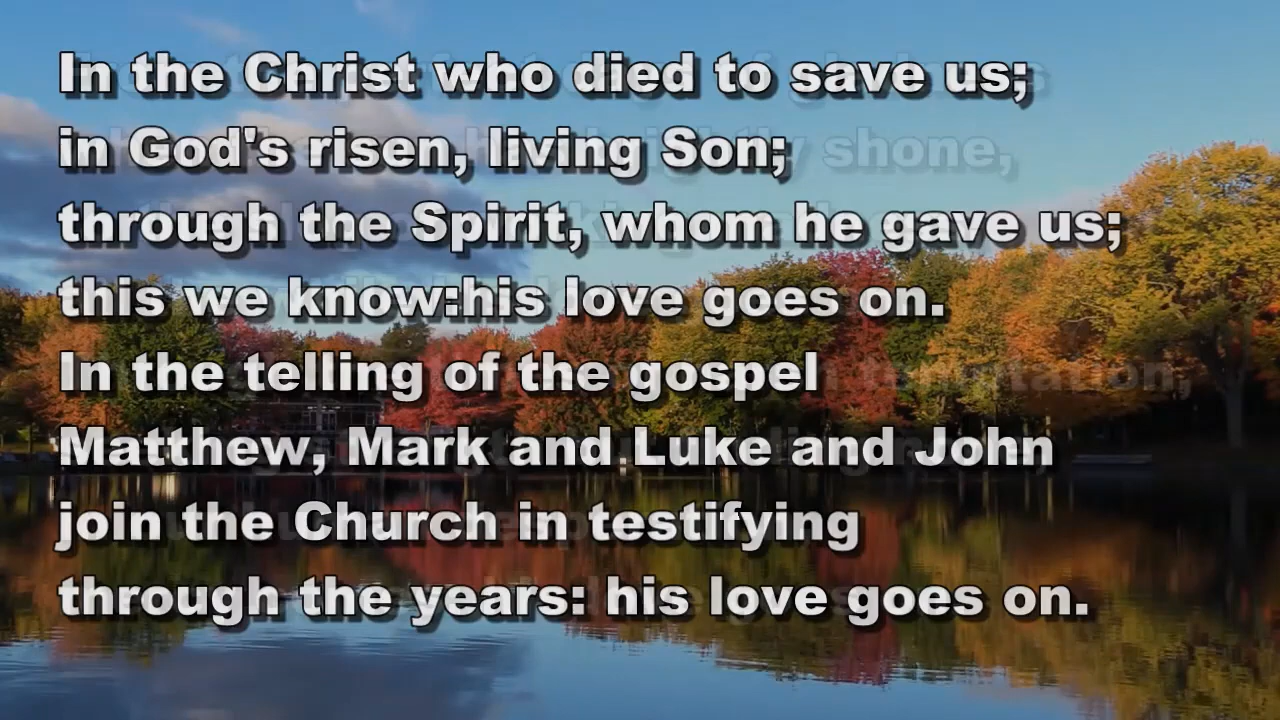 In the Christ who died to save us;
in God's risen, living Son;
through the Spirit, whom he gave us;
this we know:his love goes on.
In the telling of the gospel
Matthew, Mark and Luke and John
join the Church in testifying
through the years: his love goes on.